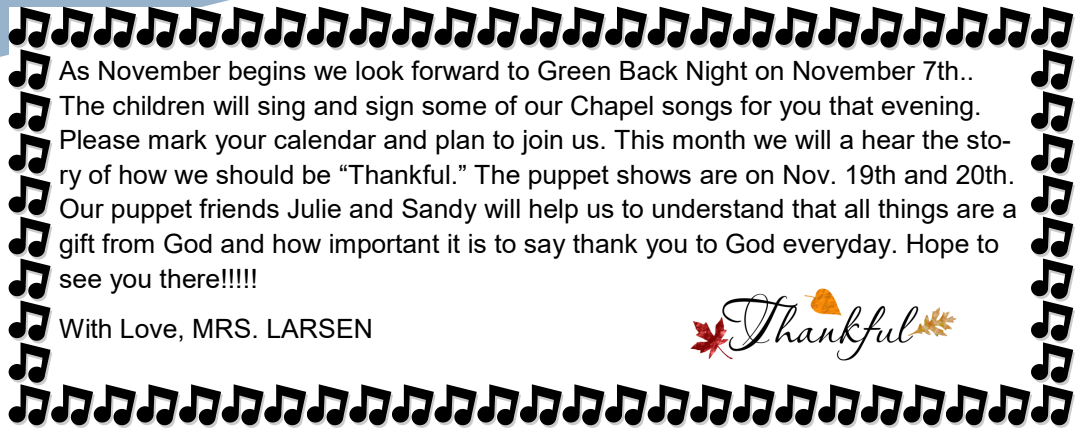 As November begins we look forward to Green Back Night on November 7th..
The children will sing and sign some of our Chapel songs for you that evening.
Please mark your calendar and plan to join us. This month we will a hear the sto-
ry of how we should be “Thankful.” The puppet shows are on Nov. 19th and 20th.
Our puppet friends Julie and Sandy will help us to understand that all things are a
gift from God and how important it is to say thank you to God everyday. Hope to
see you there!!!!!
With Love, MRS. LARSEN
Thankful